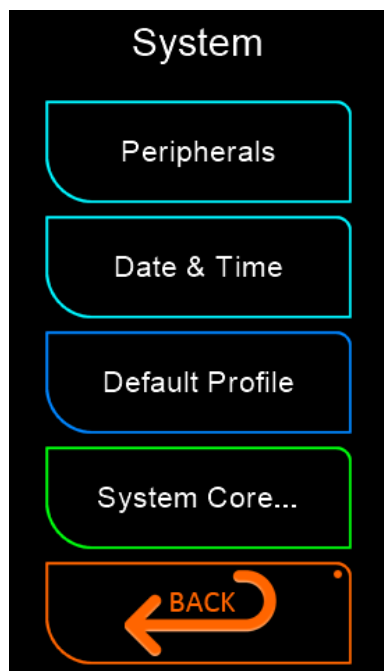 System
Peripherals
Date & Time
Default Profile
System Core...
BACK